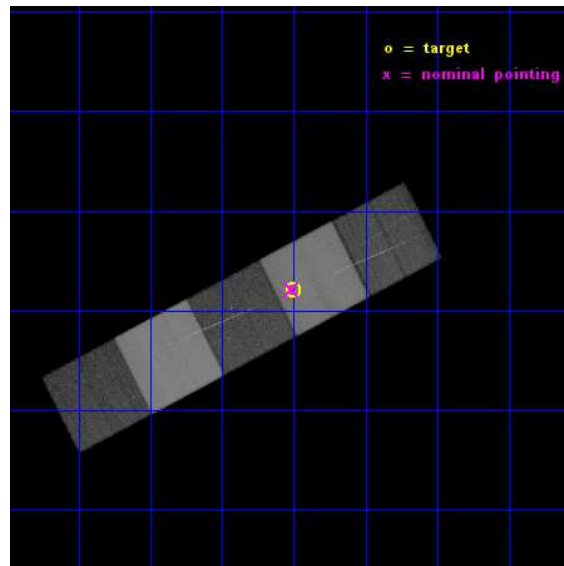 o = target
x = nominal pointing